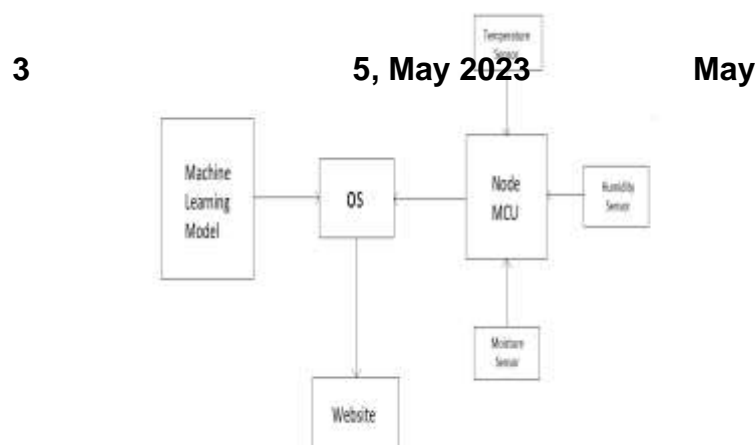 Temperature
Sensor
3 5, May 2023 May
Machine
Learning
Model
OS
Node
MCU
Humidity
Sensor
Moisture
Sensor
Website